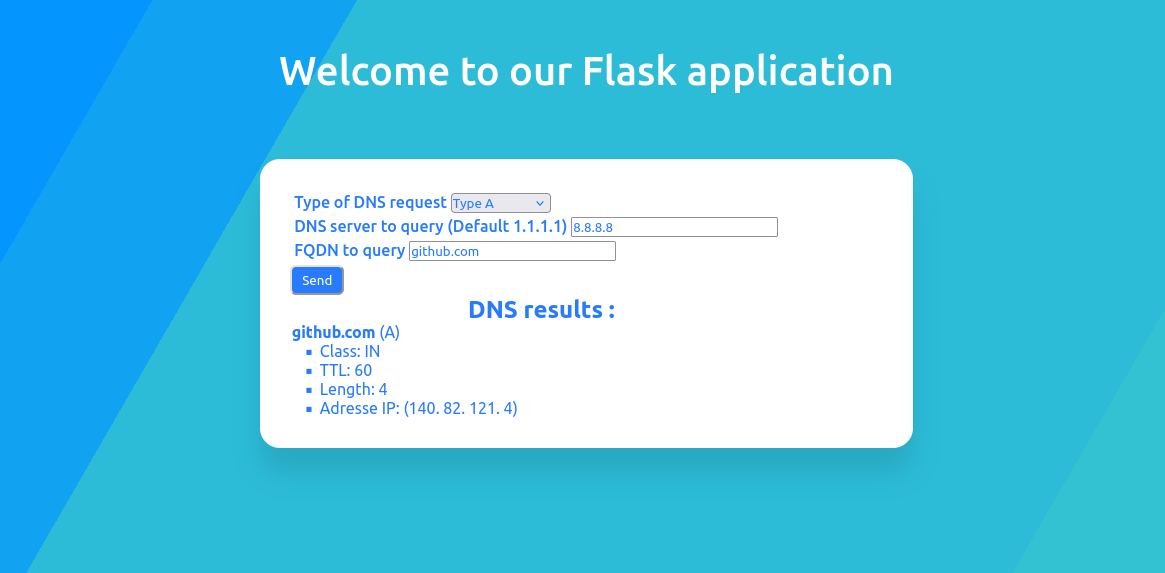 Welcome to our Flask application
Type of DNS request Type A
DNS server to query (Default 1.1.1.1) 8.8.8.8
FQDN to query github.com
Send
DNS results :
github.com (A)
Class: IN
TTL: 60
Length: 4
Adresse IP: (140. 82. 121. 4)